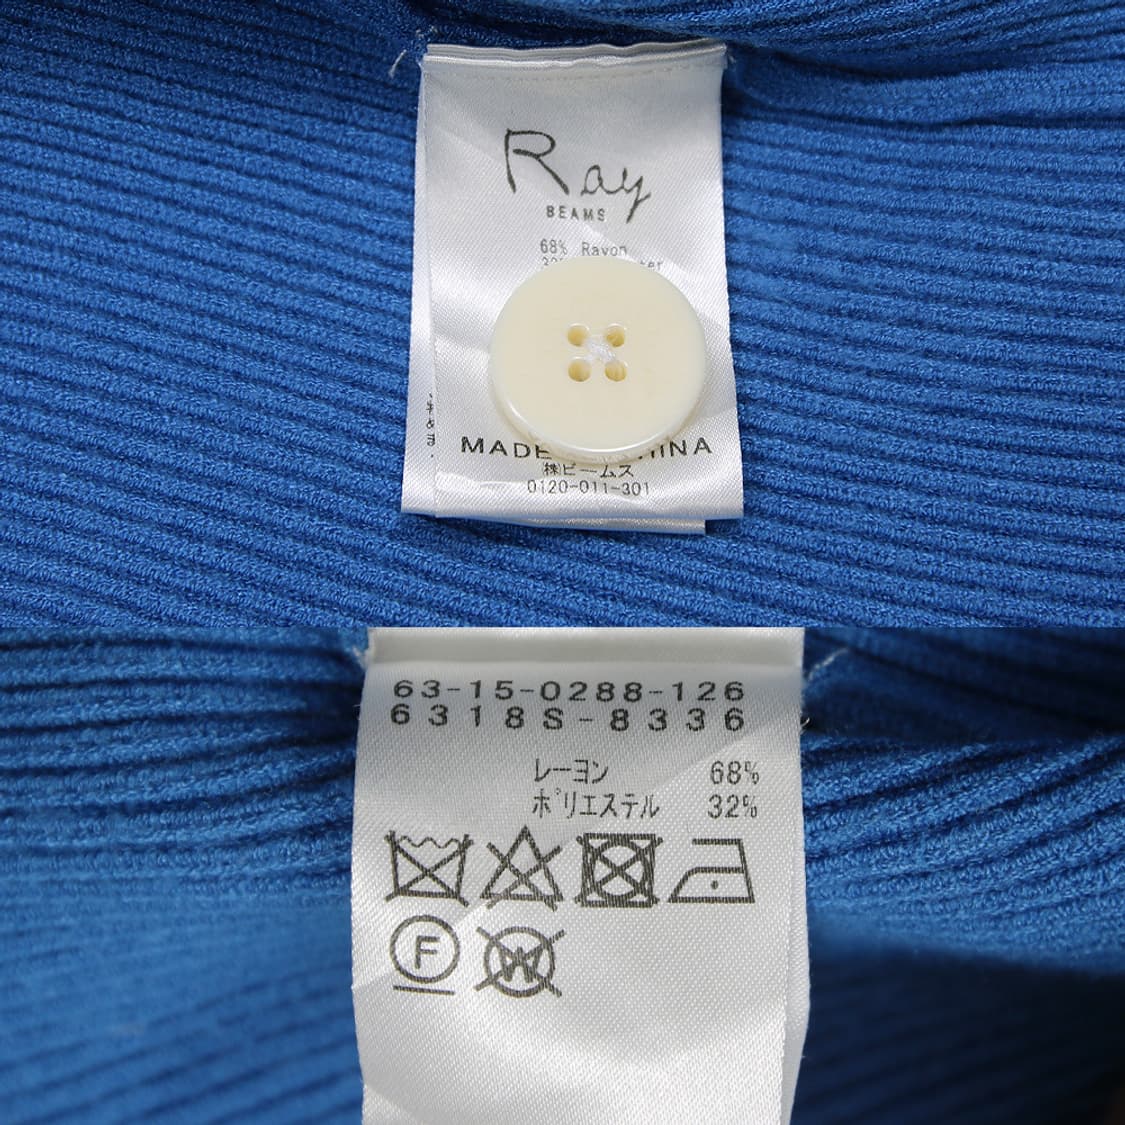 Ray
BEAMS
68% Rayon
MADE
㈱ビームス
0120-011-301
63-15-0288-126
6318S-8336
レーヨン 68%
ポリエステル 32%
F
W